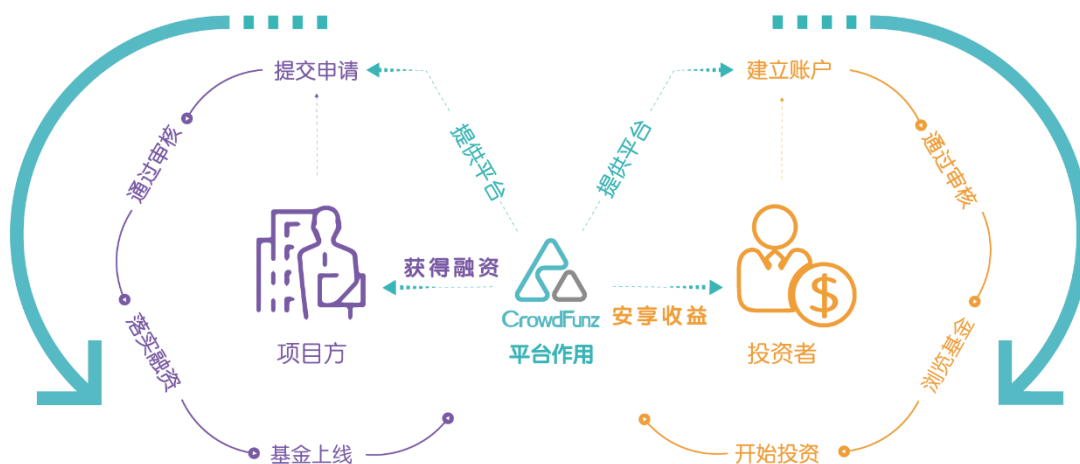 提交申请
建立账户
通过审核
提供平台
提供平台
通过审核
获得融资
CrowdFunz
安享收益
平台作用
项目方
投资者
落实融资
浏览基金
基金上线
开始投资
$